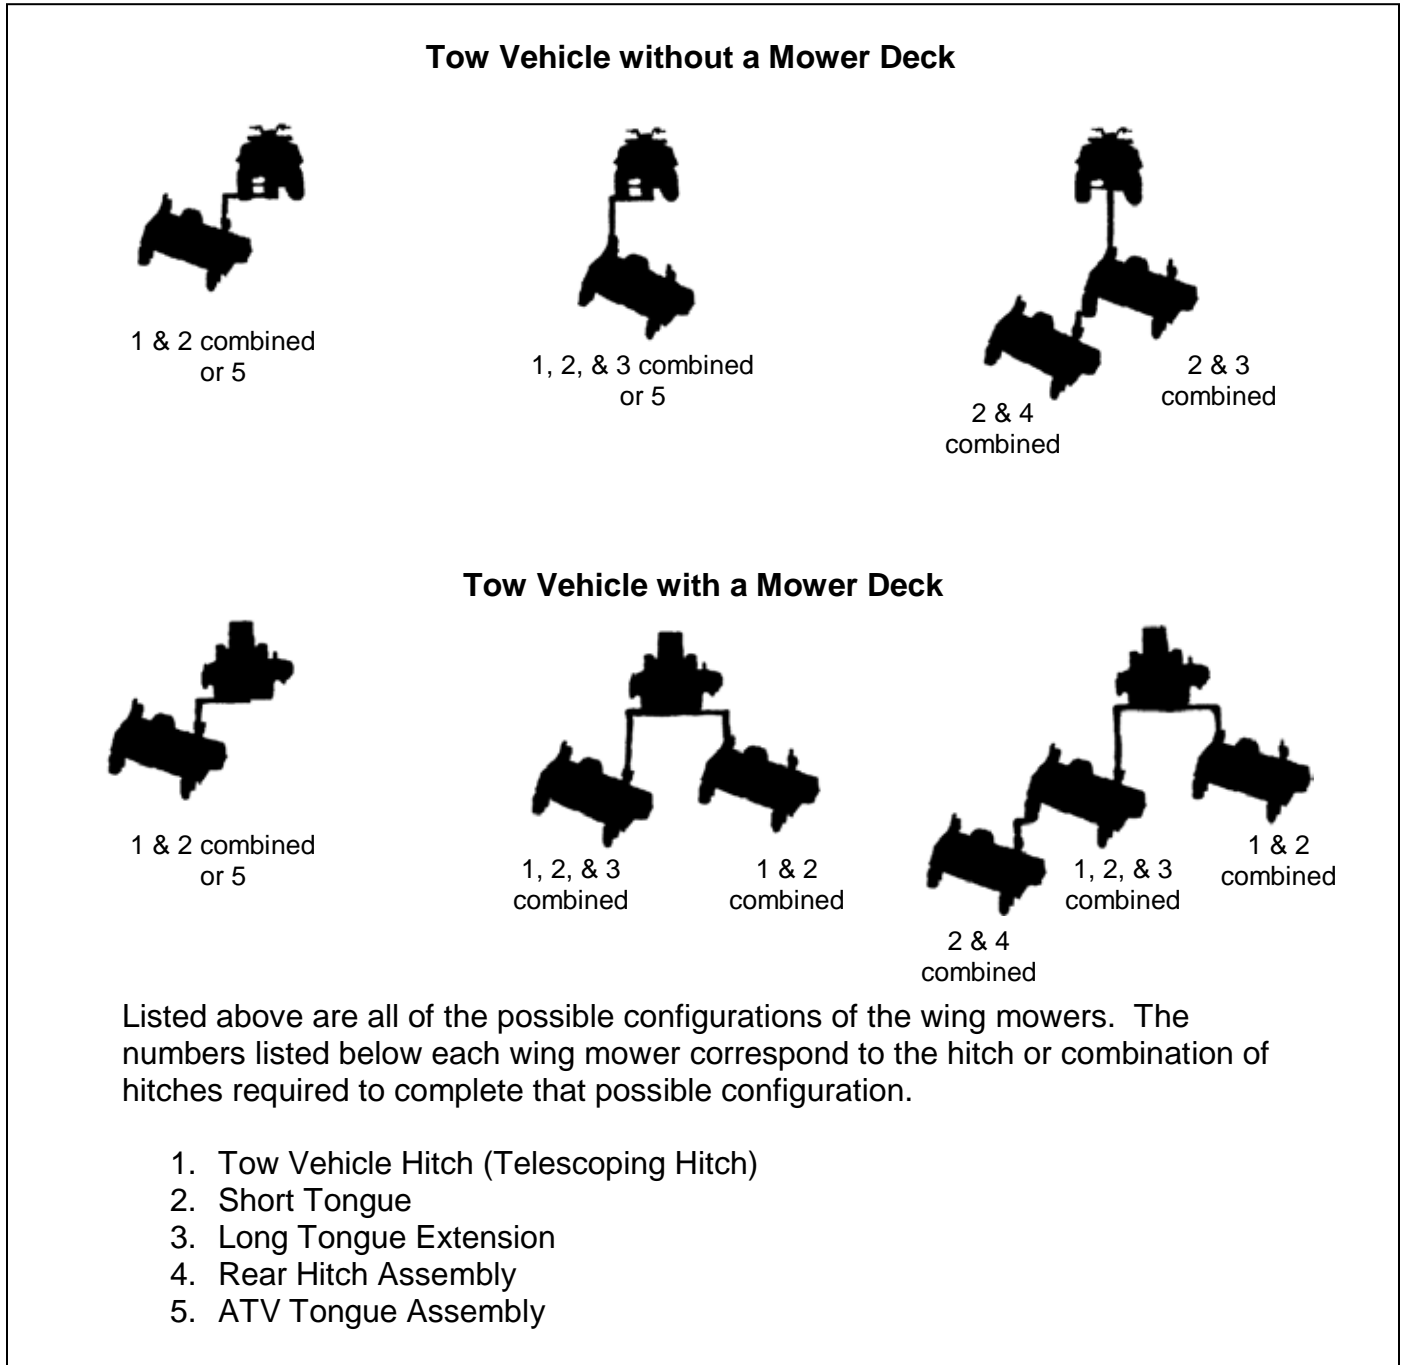 Tow Vehicle without a Mower Deck
1 & 2 combined
or 5
1, 2, & 3 combined
or 5
2 & 4
combined
2 & 3
combined
Tow Vehicle with a Mower Deck
1 & 2 combined
or 5
1, 2, & 3
combined
1 & 2
combined
2 & 4
combined
1, 2, & 3
combined
1 & 2
combined
Listed above are all of the possible configurations of the wing mowers.  The
numbers listed below each wing mower correspond to the hitch or combination of
hitches required to complete that possible configuration.
1. Tow Vehicle Hitch (Telescoping Hitch)
2. Short Tongue
3. Long Tongue Extension
4. Rear Hitch Assembly
5. ATV Tongue Assembly